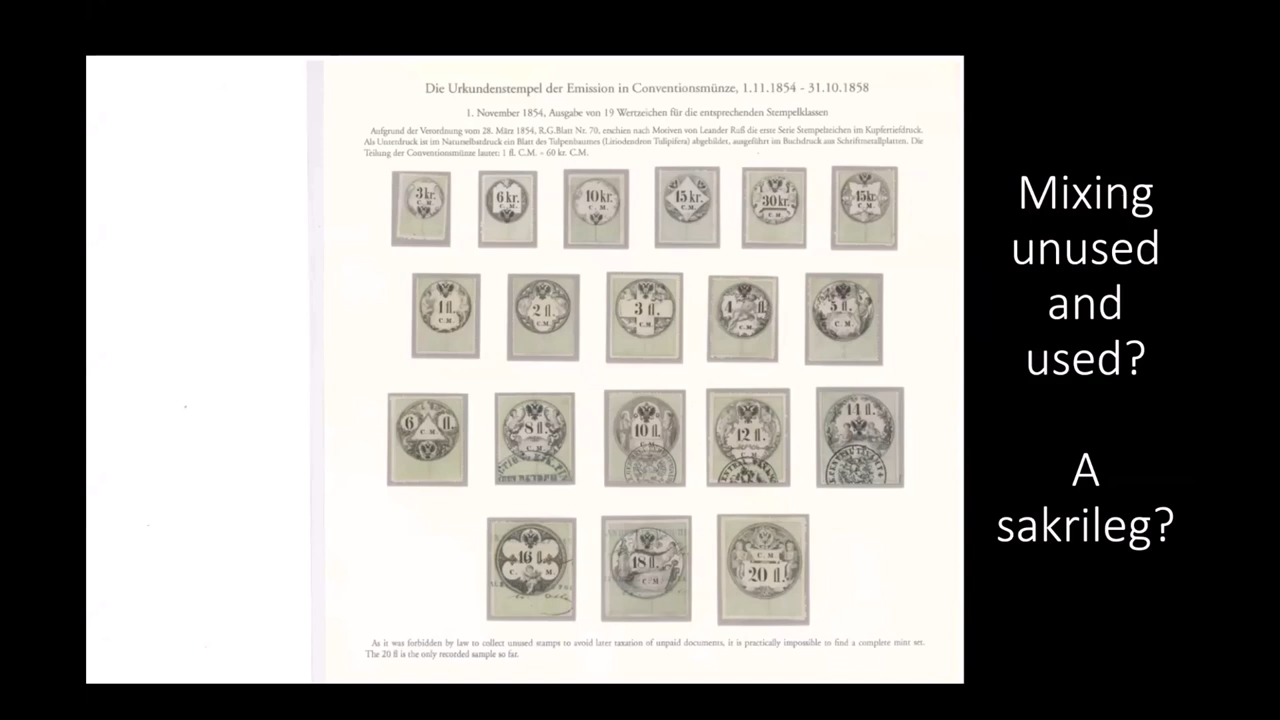 Die Urkundenstempel der Emission in Conventionsmünze, 1.11.1854 - 31.10.1858
1. November 1854, Ausgabe von 19 Wertzeichen für die entsprechenden Stempelklassen
Aufgrund der Verordnung vom 28. März 1854, R.G.Blatt Nr. 70, erschien nach Motiven von Leander Ruß die erste Serie Stempelzeichen im Kupfertiefdruck.
Als Unterdruck ist im Naturselbstdruck ein Blatt des Tulpenbaumes (Liriodendron Tulipifera) abgebildet, ausgeführt im Buchdruck aus Schriftmetallplatten. Die
Teilung der Conventionsmünze lautet: 1 fl. C.M. = 60 kr. C.M.
3 kr. C. M.
6 kr. C. M.
10 kr. C. M.
15 kr. C. M.
30 kr. C. M.
45 kr. C. M.
1 fl. C.M.
2 fl. C.M.
3 fl. C.M.
4 fl. C.M.
5 fl. C.M.
6 fl. C.M.
8 fl. C.M.
10 fl.
12 fl. C.M.
14 fl.
16 fl. C. M.
18 fl. C.M.
C. M. 20 fl.
As it was forbidden by law to collect unused stamps to avoid later taxation of unpaid documents, it is practically impossible to find a complete mint set.
The 20 fl is the only recorded sample so far.
Mixing
unused
and
used?
A
sakrileg?